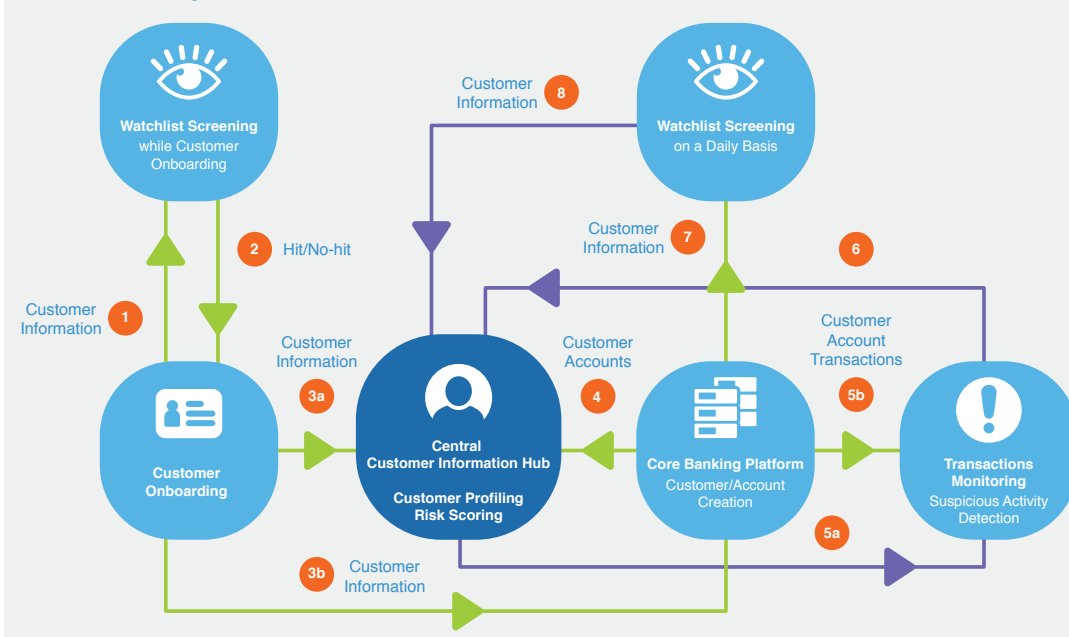 Watchlist Screening
while Customer
Onboarding
Customer
Information
8
Watchlist Screening
on a Daily Basis
2
Hit/No-hit
Customer
Information
7
6
Customer
Information
1
Customer
Information
3a
Customer
Accounts
4
Customer
Account
Transactions
5b
Customer
Onboarding
Central
Customer Information Hub
Customer Profiling
Risk Scoring
Core Banking Platform
Customer/Account
Creation
Transactions
Monitoring
Suspicious Activity
Detection
5a
3b
Customer
Information